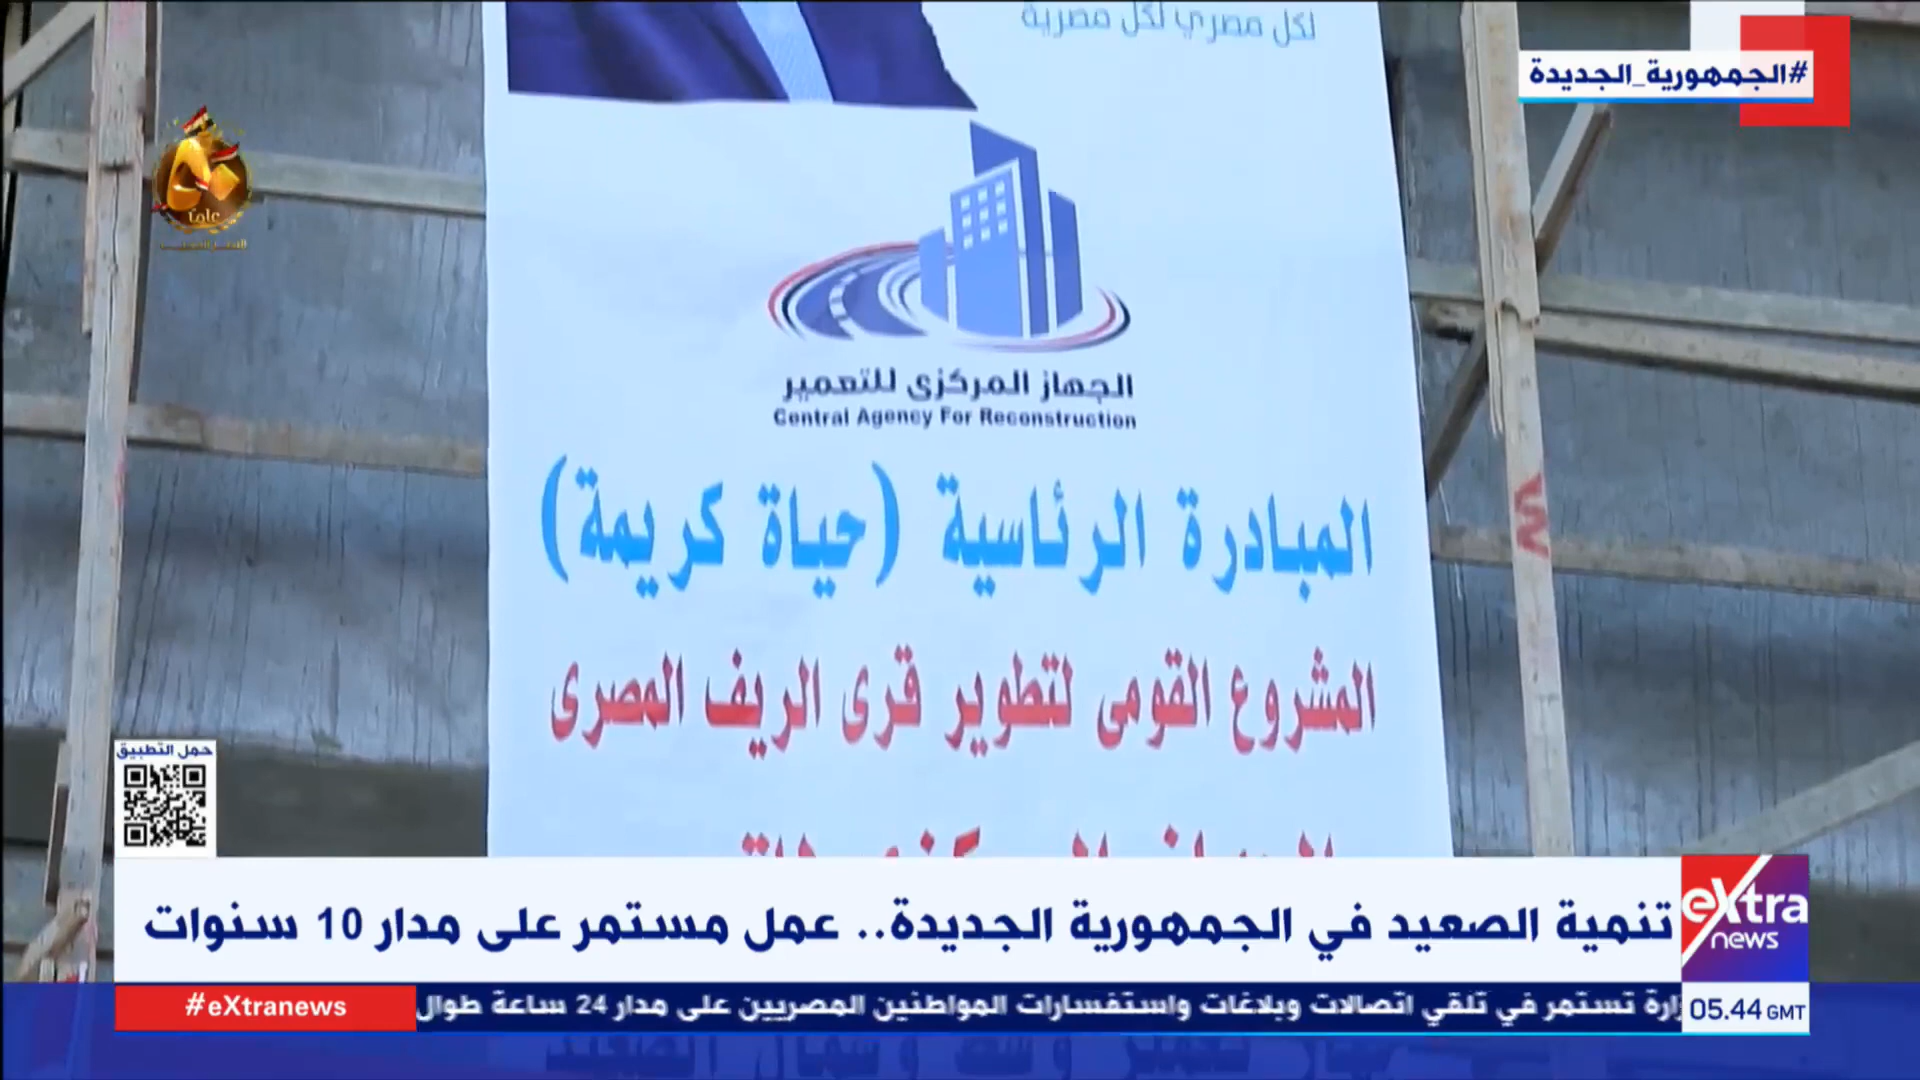 لكل مصري لكل مصرية
#الجمهورية_الجديدة
عاماً
الجهاز المركزى للتعمير
Central Agency For Reconstruction
المبادرة الرئاسية (حياة كريمة)
المشروع القومى لتطوير قرى الريف المصرى
حمل التطبيق
تنمية الصعيد في الجمهورية الجديدة.. عمل مستمر على مدار 10 سنوات
eXtra
news
#eXtranews
تستمر في تلقي اتصالات وبلاغات واستفسارات المواطنين المصريين على مدار 24 ساعة طوال
05.44 GMT